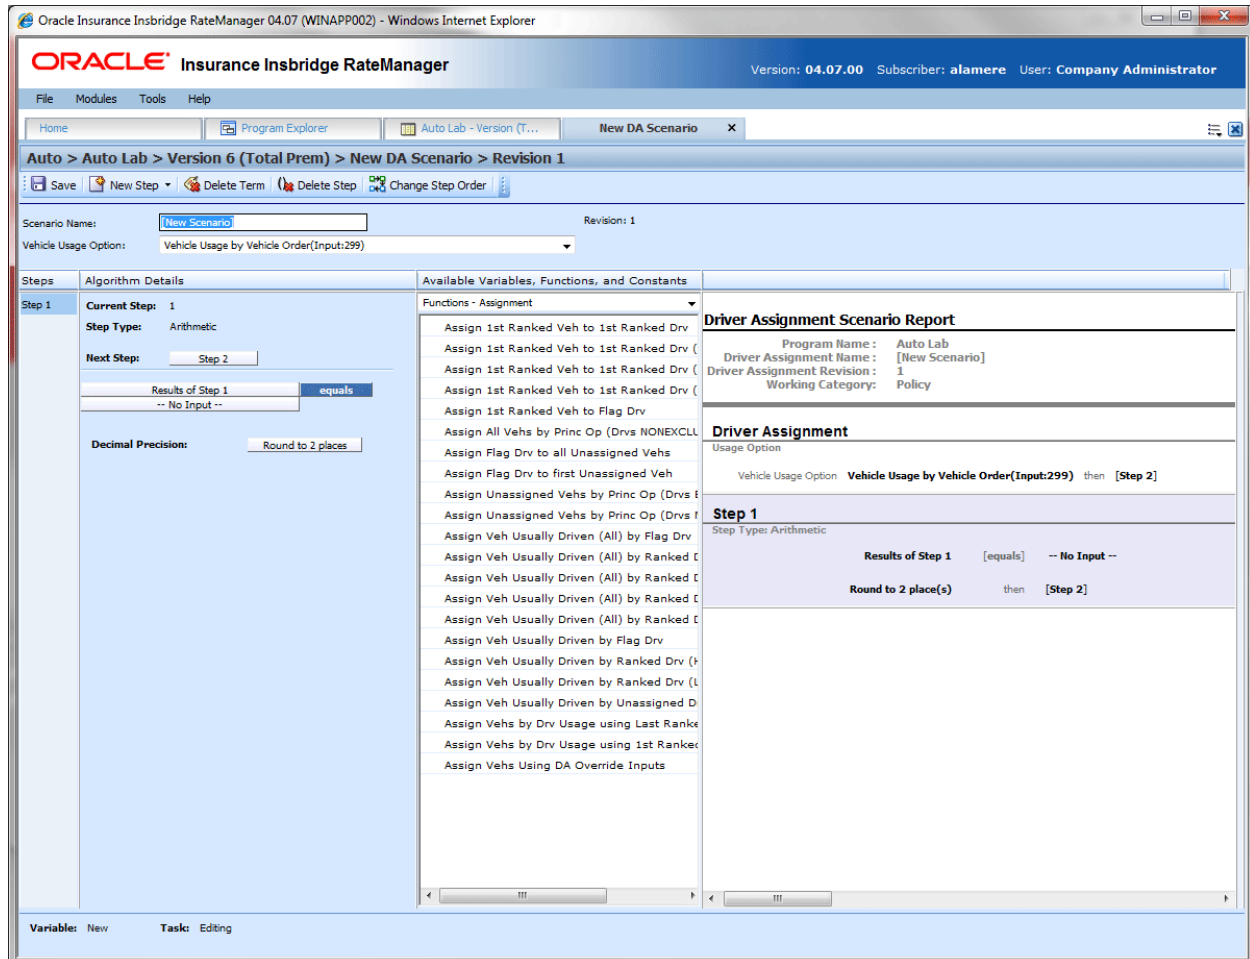 Oracle Insurance Insbridge RateManager 04.07 (WINAPP002) - Windows Internet Explorer
ORACLE Insurance Insbridge RateManager
Version: 04.07.00 Subscriber: alamere User: Company Administrator
File Modules Tools Help
Home Program Explorer Auto Lab - Version (T... New DA Scenario
Auto > Auto Lab > Version 6 (Total Prem) > New DA Scenario > Revision 1
Save New Step Delete Term Delete Step Change Step Order
Scenario Name: [New Scenario] Revision: 1
Vehicle Usage Option: Vehicle Usage by Vehicle Order(Input:299)
Steps Algorithm Details Available Variables, Functions, and Constants
Step 1
Current Step: 1
Step Type: Arithmetic
Next Step: Step 2
Results of Step 1 equals
-- No Input --
Decimal Precision: Round to 2 places
Functions - Assignment
Assign 1st Ranked Veh to 1st Ranked Drv
Assign 1st Ranked Veh to 1st Ranked Drv (
Assign 1st Ranked Veh to 1st Ranked Drv (
Assign 1st Ranked Veh to 1st Ranked Drv (
Assign 1st Ranked Veh to Flag Drv
Assign All Vehs by Princ Op (Drvs NONEXCLU
Assign Flag Drv to all Unassigned Vehs
Assign Flag Drv to first Unassigned Veh
Assign Unassigned Vehs by Princ Op (Drvs
Assign Unassigned Vehs by Princ Op (Drvs
Assign Veh Usually Driven (All) by Flag Drv
Assign Veh Usually Driven (All) by Ranked
Assign Veh Usually Driven (All) by Ranked
Assign Veh Usually Driven (All) by Ranked
Assign Veh Usually Driven (All) by Ranked
Assign Veh Usually Driven by Flag Drv
Assign Veh Usually Driven by Ranked Drv (H
Assign Veh Usually Driven by Ranked Drv (L
Assign Veh Usually Driven by Unassigned D
Assign Vehs by Drv Usage using Last Ranke
Assign Vehs by Drv Usage using 1st Ranked
Assign Vehs Using DA Override Inputs
Driver Assignment Scenario Report
Program Name : Auto Lab
Driver Assignment Name : [New Scenario]
Driver Assignment Revision : 1
Working Category: Policy
Driver Assignment
Usage Option
Vehicle Usage Option Vehicle Usage by Vehicle Order(Input:299) then [Step 2]
Step 1
Step Type: Arithmetic
Results of Step 1 [equals] -- No Input --
Round to 2 place(s) then [Step 2]
Variable: New Task: Editing